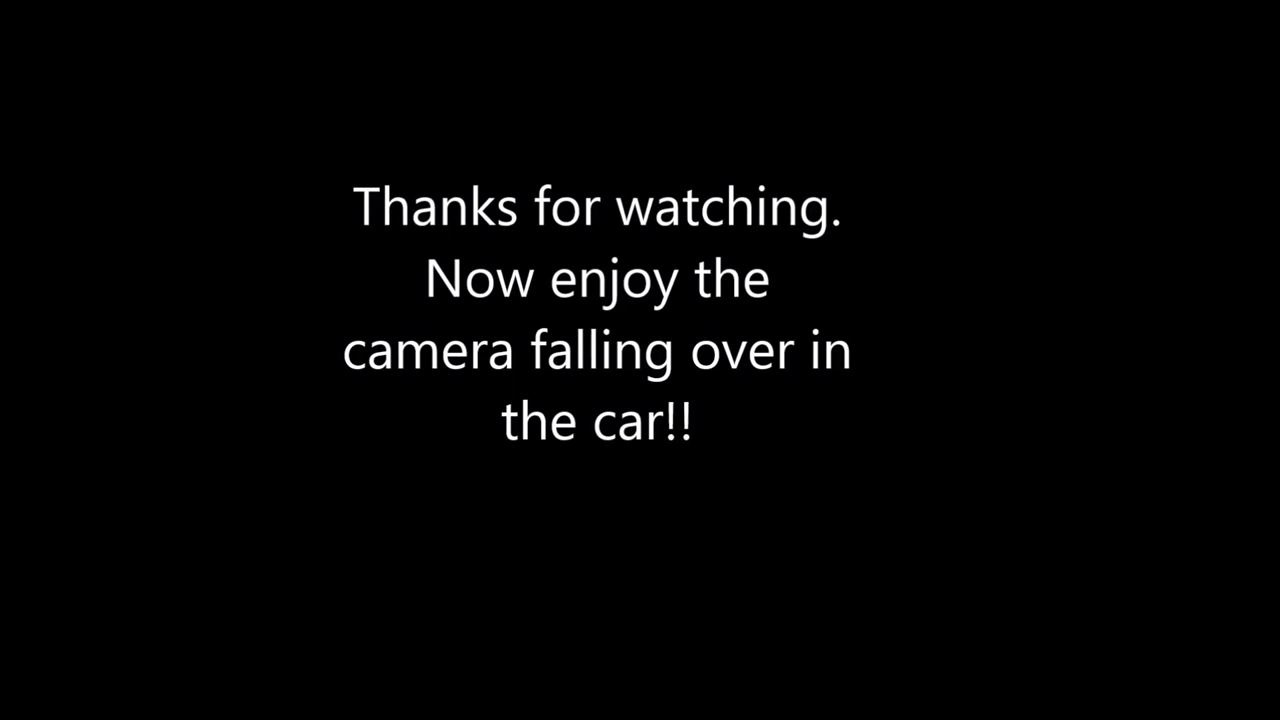 Thanks for watching.
Now enjoy the
camera falling over in
the car!!